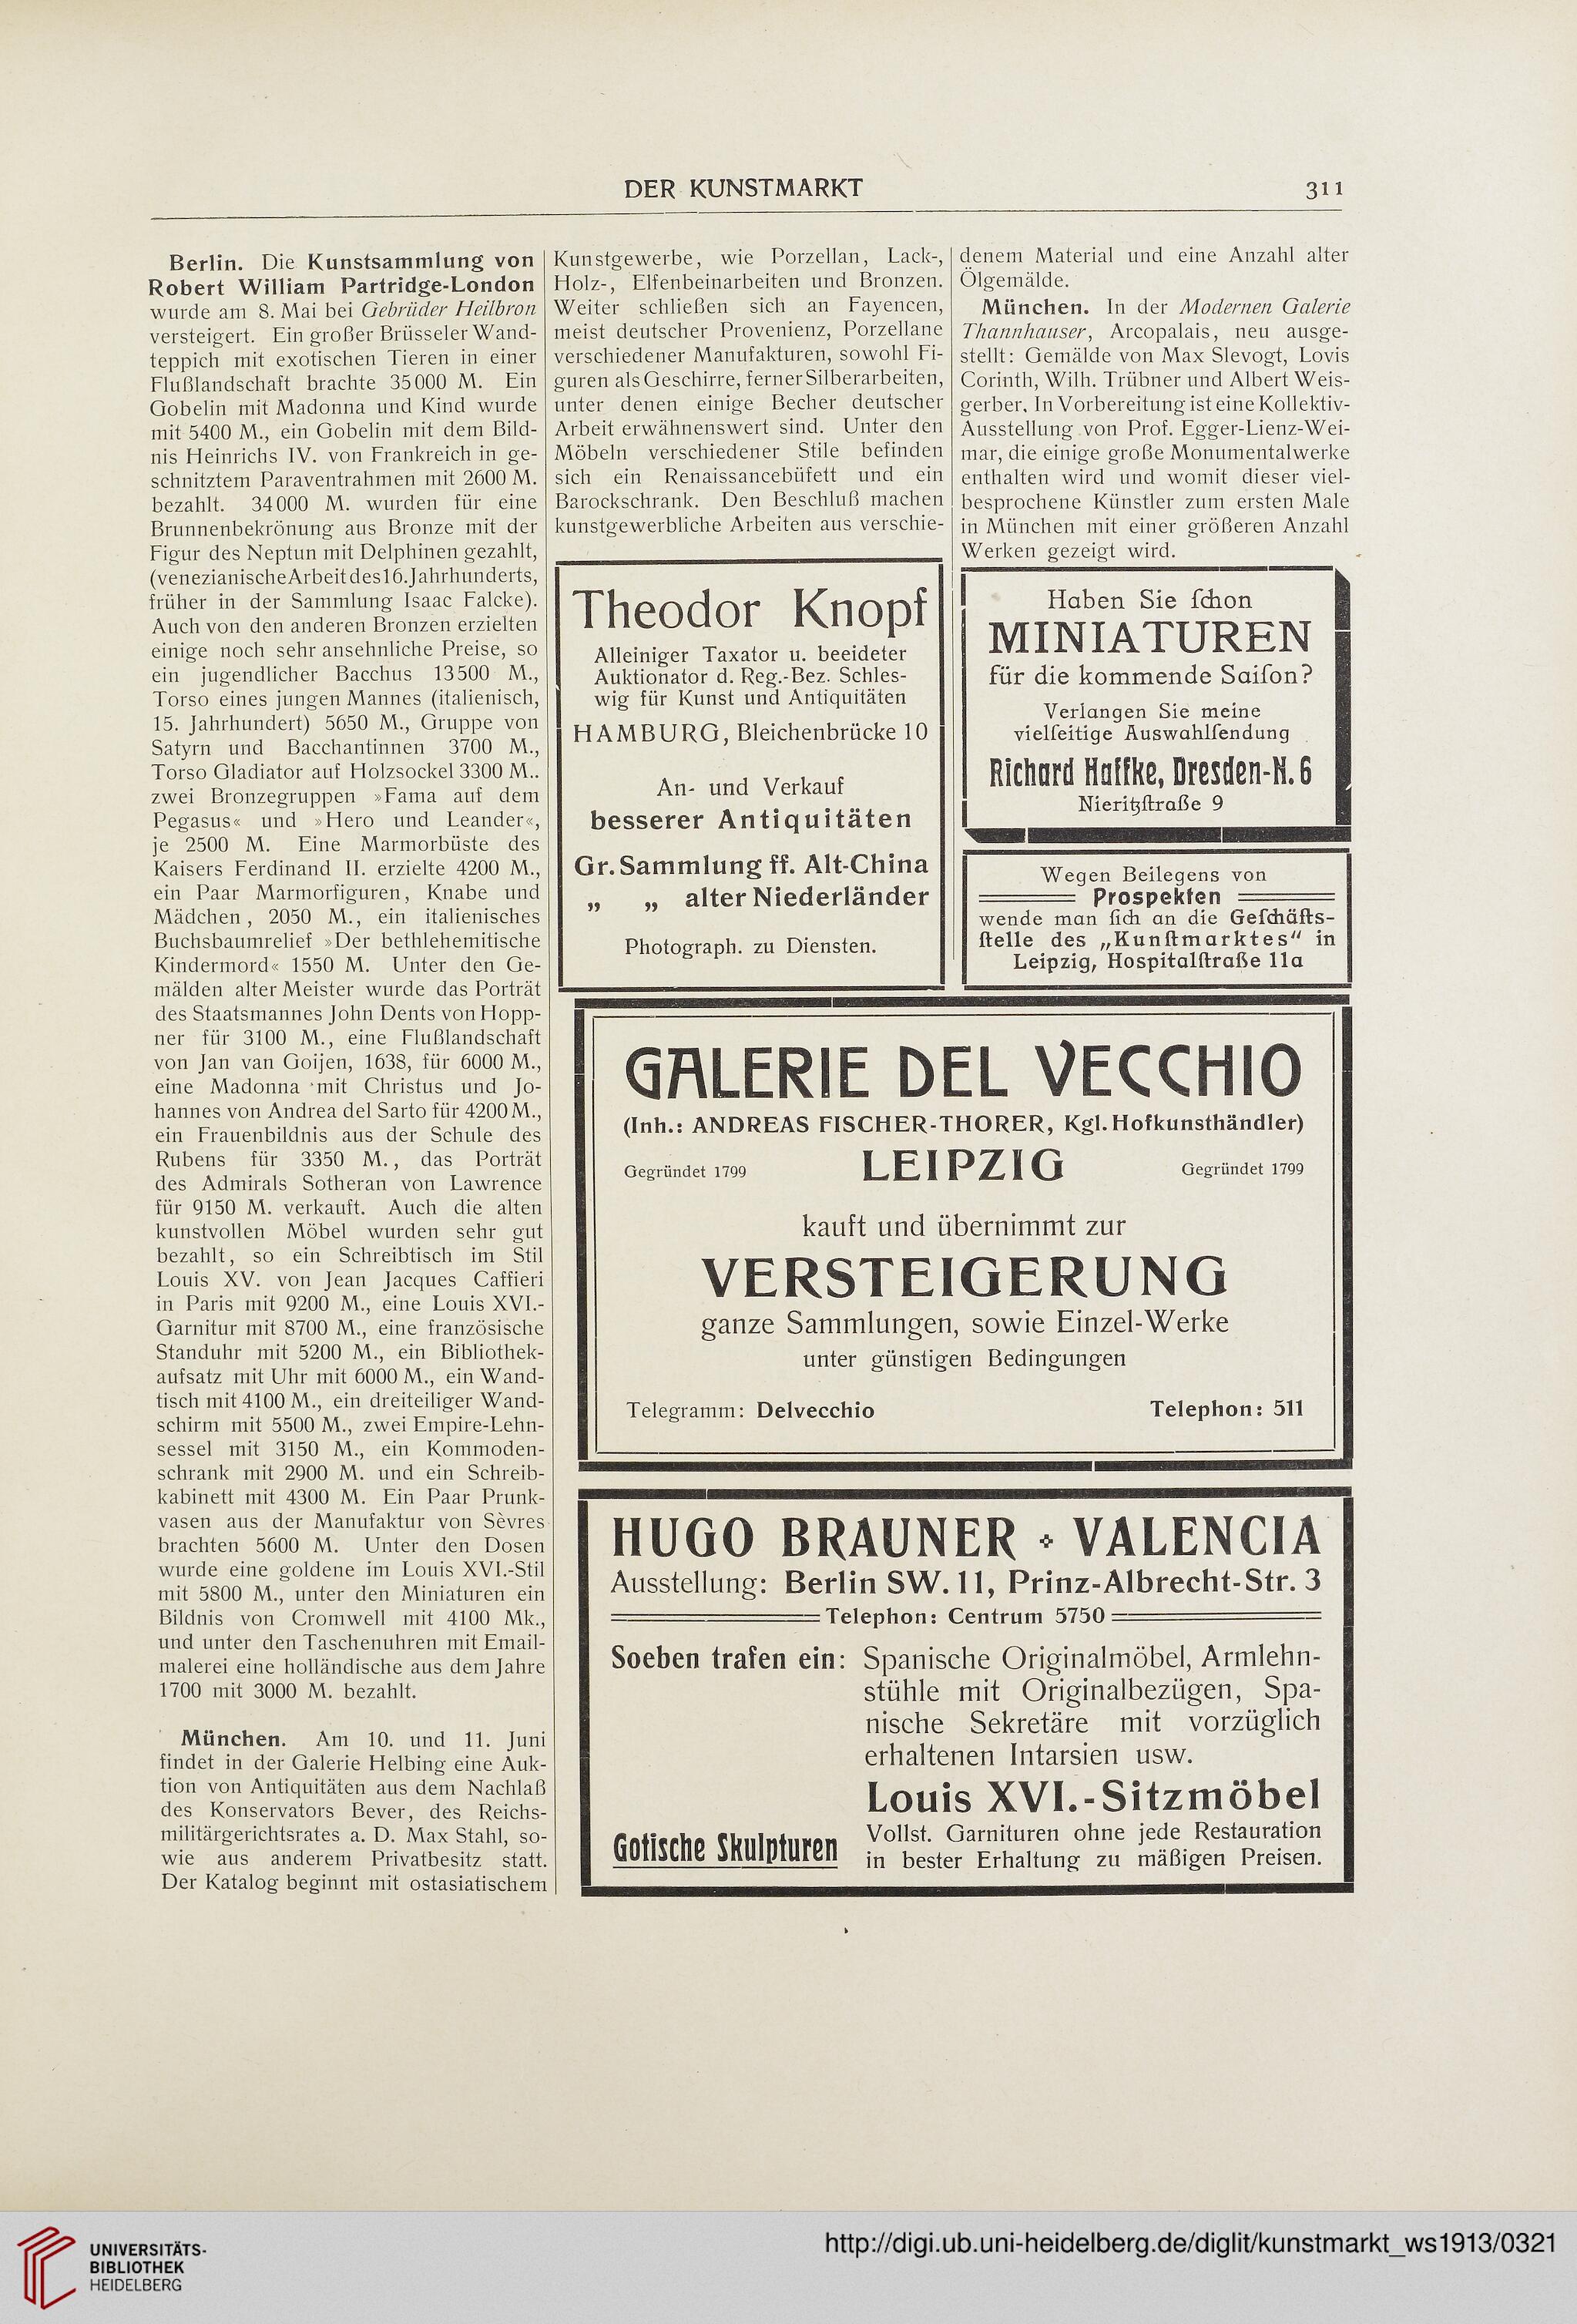 DER KUNSTMARKT
311
Berlin. Die Kunstsammlung von
Robert William Partridge-London
wurde am 8. Mai bei Gebrüder Heilbron
versteigert. Ein großer Brüsseler Wand-
teppich mit exotischen Tieren in einer
Flußlandschaft brachte 35000 M. Ein
Gobelin mit Madonna und Kind wurde
mit 5400 M., ein Gobelin mit dem Bild-
nis Heinrichs IV. von Frankreich in ge-
schnitztem Paraventrahmen mit 2600 M.
bezahlt. 34000 M. wurden für eine
Brunnenbekrönung aus Bronze mit der
Figur des Neptun mit Delphinen gezahlt,
(venezianische Arbeit des 16. Jahrhunderts,
früher in der Sammlung Isaac Falcke).
Auch von den anderen Bronzen erzielten
einige noch sehr ansehnliche Preise, so
ein jugendlicher Bacchus 13500 M.,
Torso eines jungen Mannes (italienisch,
15. Jahrhundert) 5650 M., Gruppe von
Satyrn und Bacchantinnen 3700 M.,
Torso Gladiator auf Holzsockel 3300 M..
zwei Bronzegruppen »Fama auf dem
Pegasus« und »Hero und Leander«,
je 2500 M. Eine Marmorbüste des
Kaisers Ferdinand II. erzielte 4200 M.,
ein Paar Marmorfiguren, Knabe und
Mädchen, 2050 M., ein italienisches
Buchsbaumrelief »Der bethlehemitische
Kindermord« 1550 M. Unter den Ge-
mälden alter Meister wurde das Porträt
des Staatsmannes John Dents von Hopp-
ner für 3100 M., eine Flußlandschaft
von Jan van Goijen, 1638, für 6000 M.,
eine Madonna mit Christus und Jo-
hannes von Andrea del Sarto für 4200 M.,
ein Frauenbildnis aus der Schule des
Rubens für 3350 M., das Porträt
des Admirals Sotheran von Lawrence
für 9150 M. verkauft. Auch die alten
kunstvollen Möbel wurden sehr gut
bezahlt, so ein Schreibtisch im Stil
Louis XV. von Jean Jacques Caffieri
in Paris mit 9200 M., eine Louis XVI.-
Garnitur mit 8700 M., eine französische
Standuhr mit 5200 M., ein Bibliothek-
aufsatz mit Uhr mit 6000 M., ein Wand-
tisch mit 4100 M., ein dreiteiliger Wand-
schirm mit 5500 M., zwei Empire-Lehn-
sessel mit 3150 M., ein Kommoden-
schrank mit 2900 M. und ein Schreib-
kabinett mit 4300 M. Ein Paar Prunk-
vasen aus der Manufaktur von Sèvres
brachten 5600 M. Unter den Dosen
wurde eine goldene im Louis XVI.-Stil
mit 5800 M., unter den Miniaturen ein
Bildnis von Cromwell mit 4100 Mk.,
und unter den Taschenuhren mit Email-
malerei eine holländische aus dem Jahre
1700 mit 3000 M. bezahlt.
München. Am 10. und 11. Juni
findet in der Galerie Helbing eine Auk-
tion von Antiquitäten aus dem Nachlaß
des Konservators Bever, des Reichs-
militärgerichtsrates a. D. Max Stahl, so-
wie aus anderem Privatbesitz statt.
Der Katalog beginnt mit ostasiatischem
Kunstgewerbe, wie Porzellan, Lack-,
Holz-, Elfenbeinarbeiten und Bronzen.
Weiter schließen sich an Fayencen,
meist deutscher Provenienz, Porzellane
verschiedener Manufakturen, sowohl Fi-
guren als Geschirre, ferner Silberarbeiten,
unter denen einige Becher deutscher
Arbeit erwähnenswert sind. Unter den
Möbeln verschiedener Stile befinden
sich ein Renaissancebüfett und ein
Barockschrank. Den Beschluß machen
kunstgewerbliche Arbeiten aus verschie-
denem Material und eine Anzahl alter
Ölgemälde.
München. In der Modernen Galerie
Thannhauser, Arcopalais, neu ausge-
stellt: Gemälde von Max Slevogt, Lovis
Corinth, Wilh. Trübner und Albert Weis-
gerber. In Vorbereitung ist eine Kollektiv-
Ausstellung von Prof. Egger-Lienz-Wei-
mar, die einige große Monumentalwerke
enthalten wird und womit dieser viel-
besprochene Künstler zum ersten Male
in München mit einer größeren Anzahl
Werken gezeigt wird.
Theodor Knopf
Alleiniger Taxator u. beeideter
Auktionator d. Reg.-Bez. Schles-
wig für Kunst und Antiquitäten
HAMBURG, Bleichenbrücke 10
An- und Verkauf
besserer Antiquitäten
Gr. Sammlung ff. Alt-China
„ „ alter Niederländer
Photograph. zu Diensten.
Haben Sie ſchon
MINIATUREN
für die kommende Saiſon?
Verlangen Sie meine
vielſeitige Auswahlſendung
Richard Haffke, Dresden-N. 6
Nieritzſtraße 9
Wegen Beilegens von
Prospekten
wende man ſich an die Geſchäfts-
ſtelle des „Kunſtmarktes" in
Leipzig, Hospitalſtraße 11a
GALERIE DEL VECCHIO
(Inh.: ANDREAS FISCHER-THORER, Kgl. Hofkunsthändler)
Gegründet 1799 LEIPZIG Gegründet 1799
kauft und übernimmt zur
VERSTEIGERUNG
ganze Sammlungen, sowie Einzel-Werke
unter günstigen Bedingungen
Telegramm: Delvecchio Telephon: 511
HUGO BRAUNER + VALENCIA
Ausstellung: Berlin SW. 11, Prinz-Albrecht-Str. 3
Telephon: Centrum 5750
Soeben trafen ein: Spanische Originalmöbel, Armlehn-
stühle mit Originalbezügen, Spa-
nische Sekretäre mit vorzüglich
erhaltenen Intarsien usw.
Louis XVI.-Sitzmöbel
Gotische Skulpturen
Vollst. Garnituren ohne jede Restauration
in bester Erhaltung zu mäßigen Preisen.
UNIVERSITÄTS-
BIBLIOTHEK
HEIDELBERG
http://digi.ub.uni-heidelberg.de/diglit/kunstmarkt_ws1913/0321